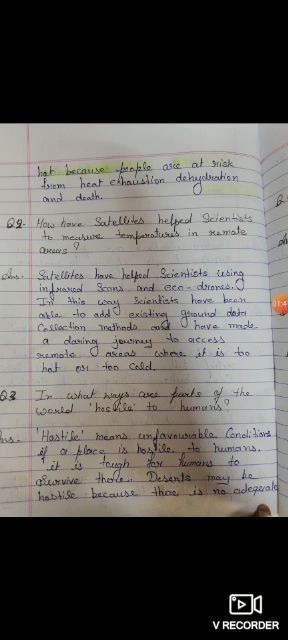 hot because people are at risk
from heat exhaustion dehydration
and death.
Q2- How have Satellites helped Scientists
to measure temperatures in remote
areas?
Ans. Satellites have helped Scientists using
infrared Scans and eco-drones.
In this way Scientists have been
able to add existing ground data
Collection methods and have made
a daring journey to access
remote areas where it is too
hot or too Cold.
Q3 In what ways are parts of the
world 'hostile' to humans?
Ans. 'Hostile' means unfavourable Conditions
if a place is hostile to humans,
it is tough for humans to
survive there. Deserts may be
hostile because there is no adequate
01:4
V RECORDER